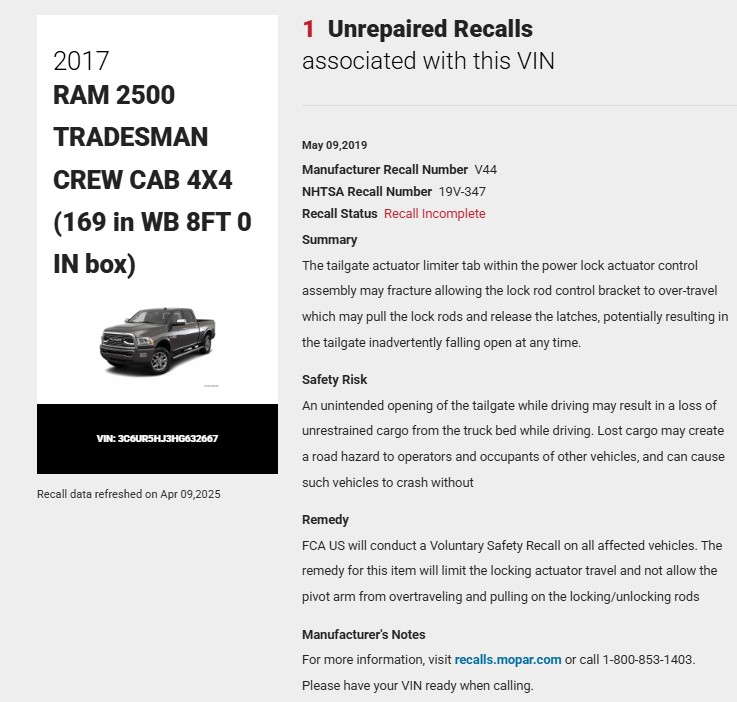 2017
RAM 2500
TRADESMAN
CREW CAB 4X4
(169 in WB 8FT 0
IN box)
VIN: 3C6UR5HJ3HG632667
Recall data refreshed on Apr 09,2025
1 Unrepaired Recalls
associated with this VIN
May 09,2019
Manufacturer Recall Number V44
NHTSA Recall Number 19V-347
Recall Status Recall Incomplete
Summary
The tailgate actuator limiter tab within the power lock actuator control
assembly may fracture allowing the lock rod control bracket to over-travel
which may pull the lock rods and release the latches, potentially resulting in
the tailgate inadvertently falling open at any time.
Safety Risk
An unintended opening of the tailgate while driving may result in a loss of
unrestrained cargo from the truck bed while driving. Lost cargo may create
a road hazard to operators and occupants of other vehicles, and can cause
such vehicles to crash without
Remedy
FCA US will conduct a Voluntary Safety Recall on all affected vehicles. The
remedy for this item will limit the locking actuator travel and not allow the
pivot arm from overtraveling and pulling on the locking/unlocking rods
Manufacturer's Notes
For more information, visit recalls.mopar.com or call 1-800-853-1403.
Please have your VIN ready when calling.